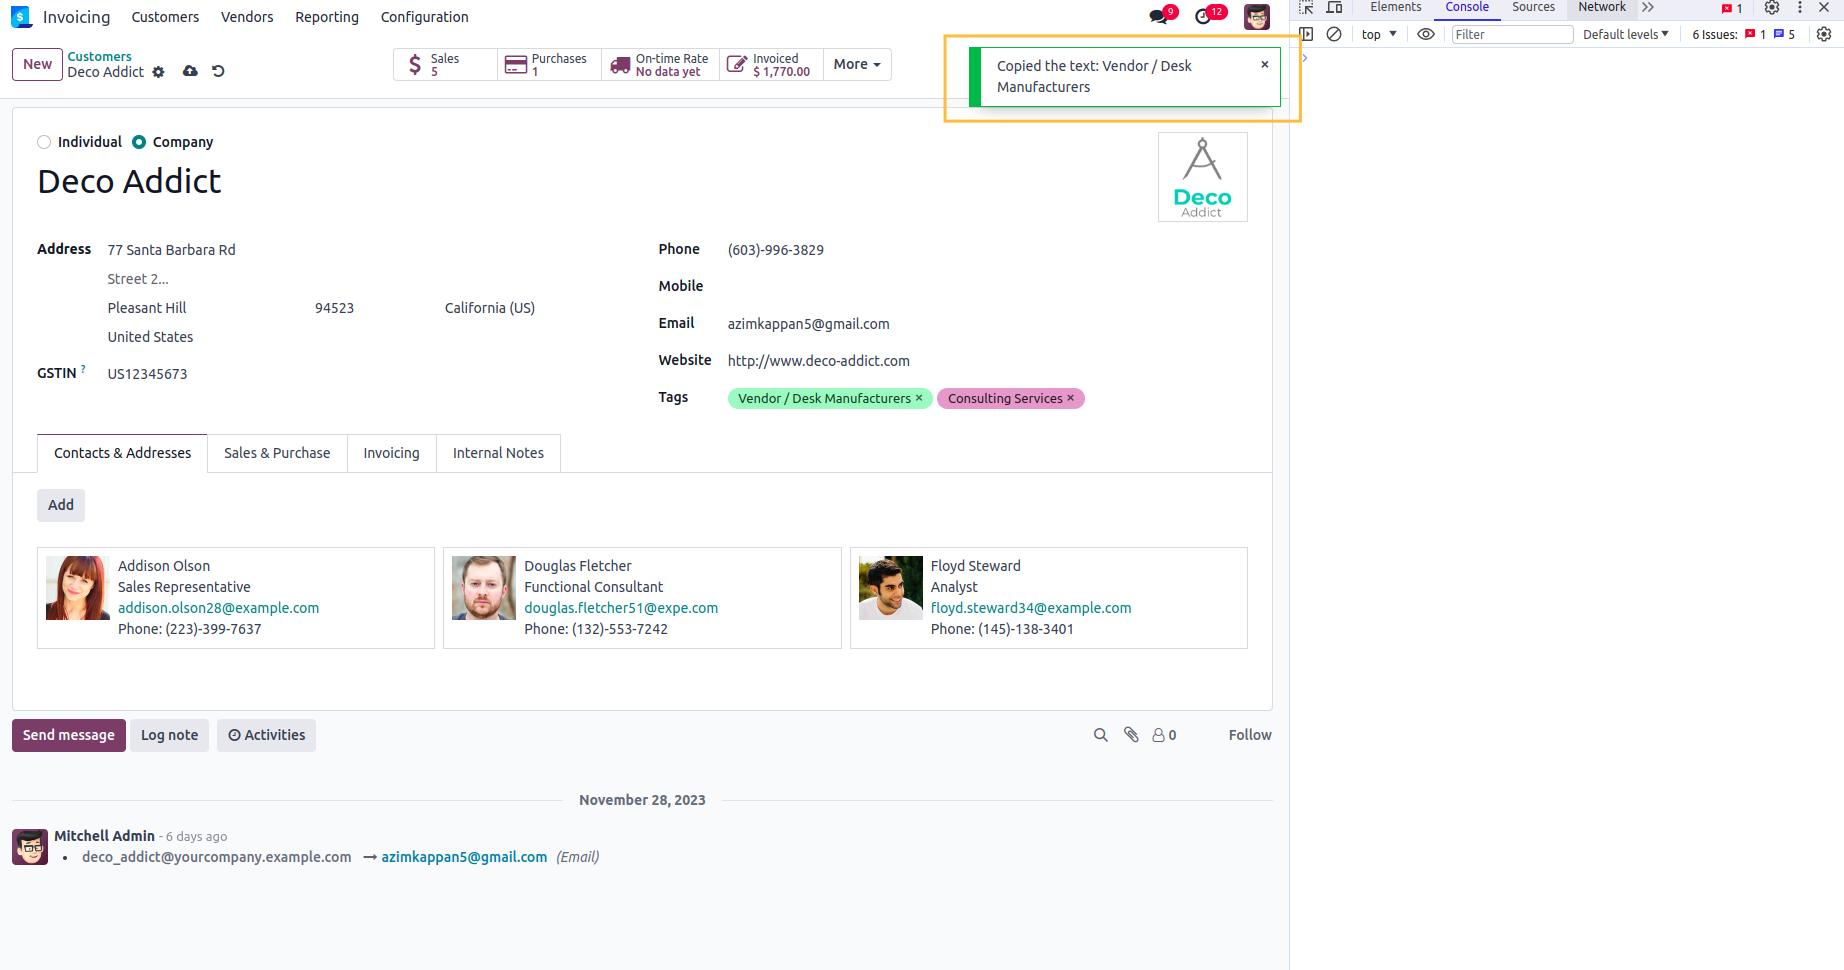 Invoicing Customers Vendors Reporting Configuration 9 12
New Customers
Deco Addict
Sales 5
Purchases 1
On-time Rate No data yet
Invoiced $ 1,770.00
More
Copied the text: Vendor / Desk
Manufacturers
×
Elements Console Sources Network 1
top Filter Default levels 6 Issues: 1 5
Individual Company
Deco Addict
Deco
Addict
Address 77 Santa Barbara Rd
Street 2...
Pleasant Hill 94523 California (US)
United States
GSTIN ? US12345673
Phone (603)-996-3829
Mobile
Email azimkappan5@gmail.com
Website http://www.deco-addict.com
Tags Vendor / Desk Manufacturers × Consulting Services ×
Contacts & Addresses Sales & Purchase Invoicing Internal Notes
Add
Addison Olson
Sales Representative
addison.olson28@example.com
Phone: (223)-399-7637
Douglas Fletcher
Functional Consultant
douglas.fletcher51@expe.com
Phone: (132)-553-7242
Floyd Steward
Analyst
floyd.steward34@example.com
Phone: (145)-138-3401
Send message Log note Activities 0 Follow
November 28, 2023
Mitchell Admin - 6 days ago
• deco_addict@yourcompany.example.com → azimkappan5@gmail.com (Email)